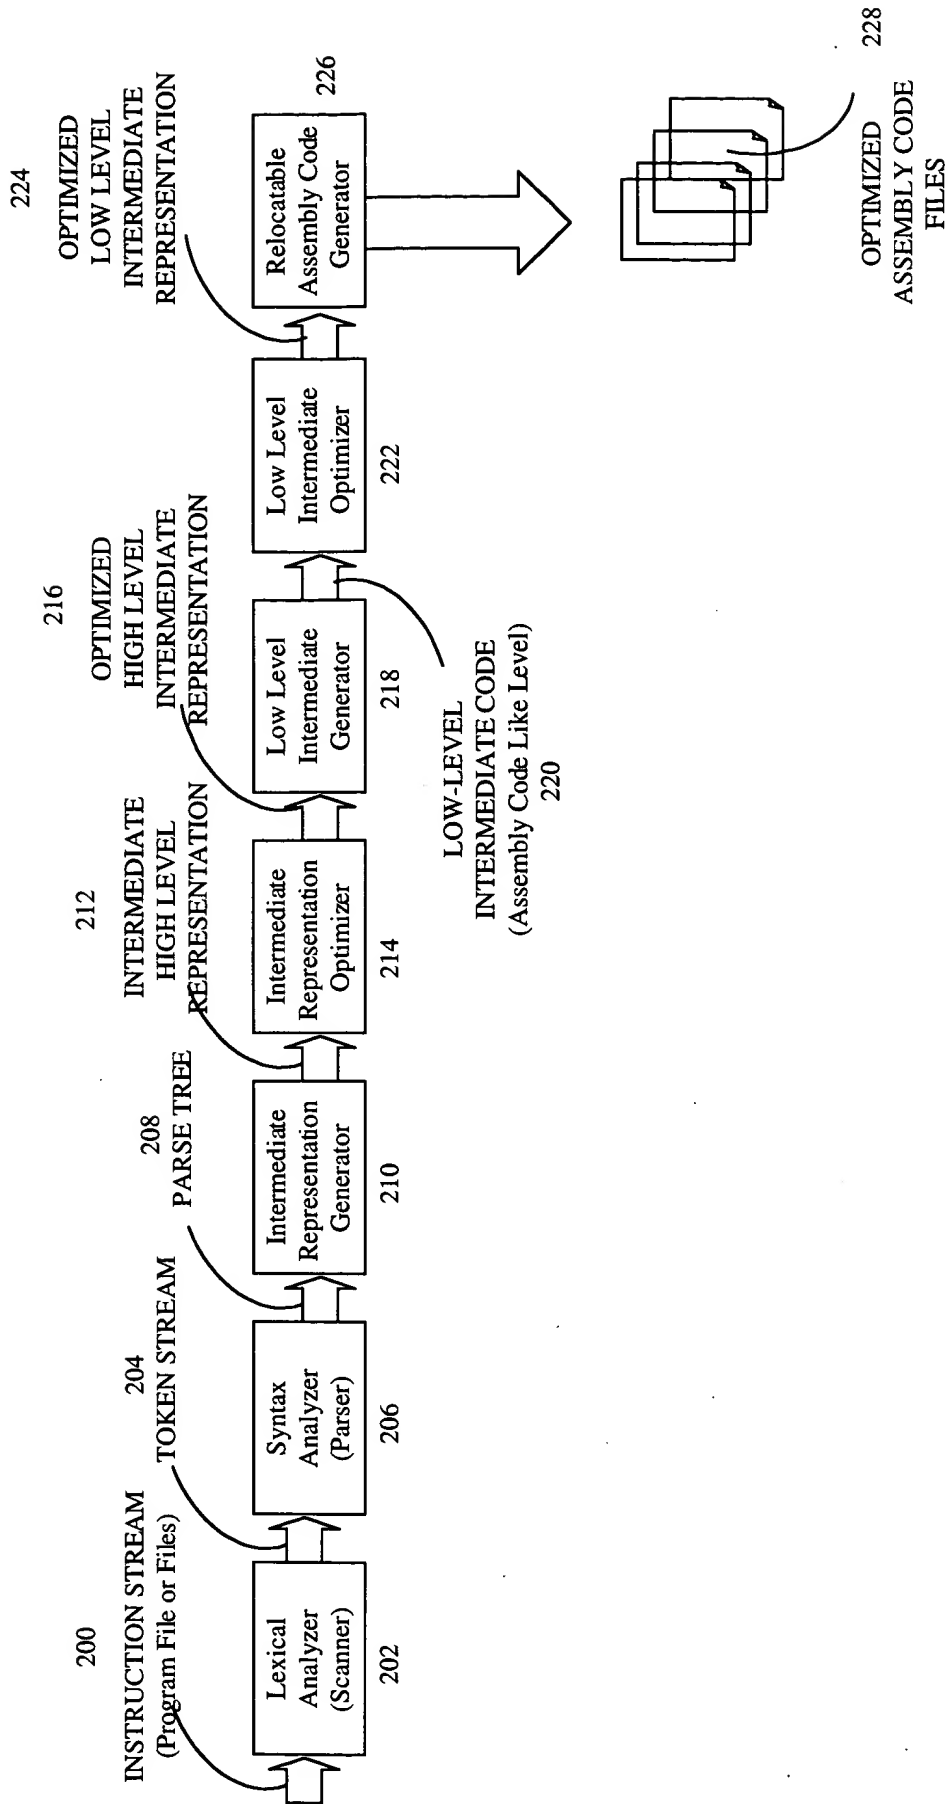 200
INSTRUCTION STREAM
(Program File or Files)
Lexical
Analyzer
(Scanner)
202
204
TOKEN STREAM
Syntax
Analyzer
(Parser)
206
208
PARSE TREE
Intermediate
Representation
Generator
210
212
INTERMEDIATE
HIGH LEVEL
REPRESENTATION
Intermediate
Representation
Optimizer
214
216
OPTIMIZED
HIGH LEVEL
INTERMEDIATE
REPRESENTATION
Low Level
Intermediate
Generator
218
LOW-LEVEL
INTERMEDIATE CODE
(Assembly Code Like Level)
220
Low Level
Intermediate
Optimizer
222
224
OPTIMIZED
LOW LEVEL
INTERMEDIATE
REPRESENTATION
Relocatable
Assembly Code
Generator
226
OPTIMIZED
ASSEMBLY CODE
FILES
228